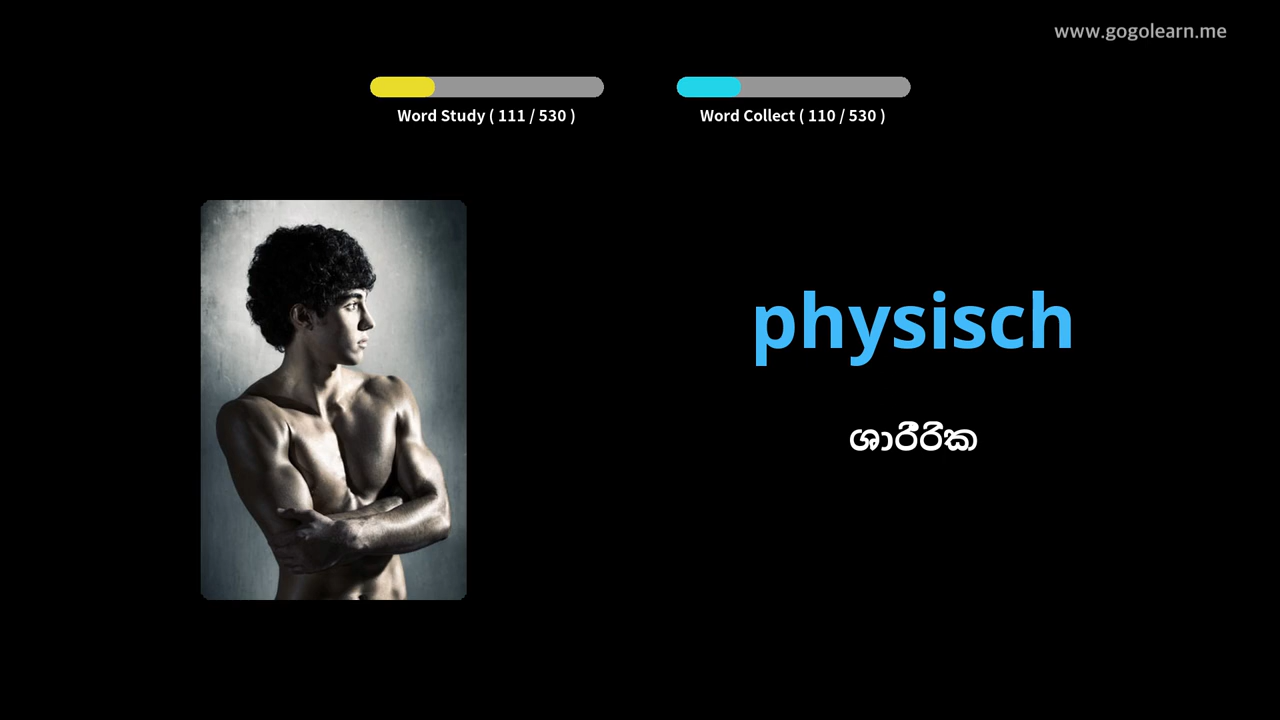 www.gogolearn.me
Word Study ( 111 / 530 )
Word Collect ( 110 / 530 )
physisch
ශාරීරික